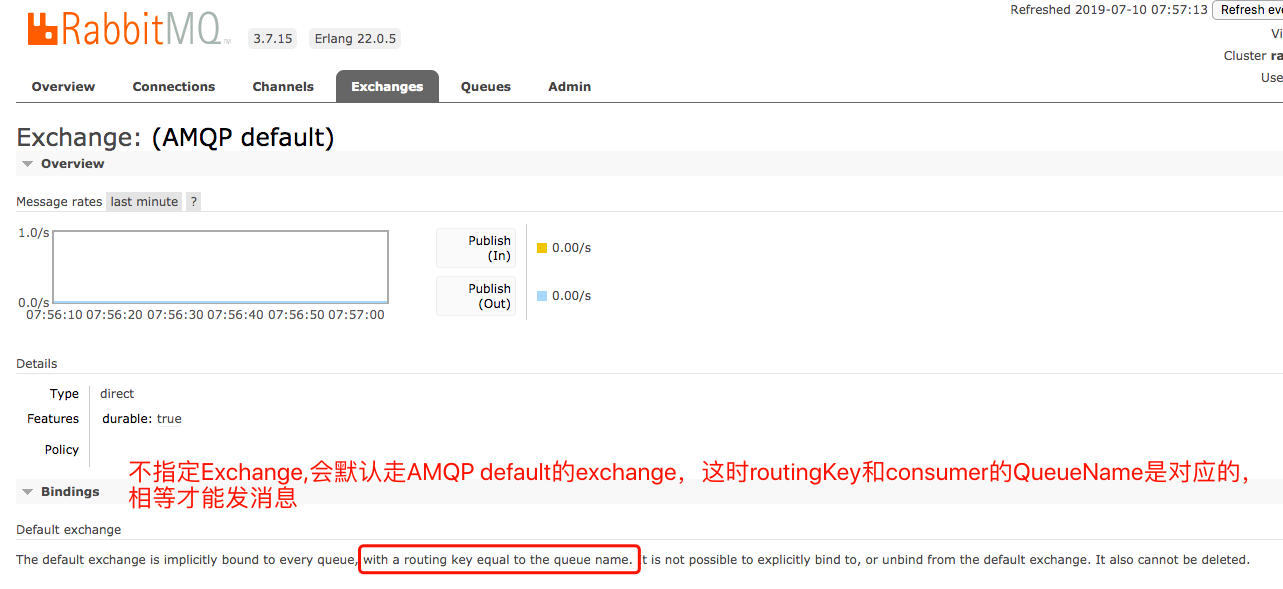 Refreshed 2019-07-10 07:57:13 Refresh eve
RabbitMQ TM 3.7.15 Erlang 22.0.5
Vi
Cluster ra
Use
Overview Connections Channels Exchanges Queues Admin
Exchange: (AMQP default)
Overview
Message rates last minute ?
1.0/s
0.0/s
07:56:10 07:56:20 07:56:30 07:56:40 07:56:50 07:57:00
Publish (In) 0.00/s
Publish (Out) 0.00/s
Details
Type direct
Features durable: true
Policy
不指定Exchange,会默认走AMQP default的exchange，这时routingKey和consumer的QueueName是对应的，
相等才能发消息
Bindings
Default exchange
The default exchange is implicitly bound to every queue, with a routing key equal to the queue name. It is not possible to explicitly bind to, or unbind from the default exchange. It also cannot be deleted.